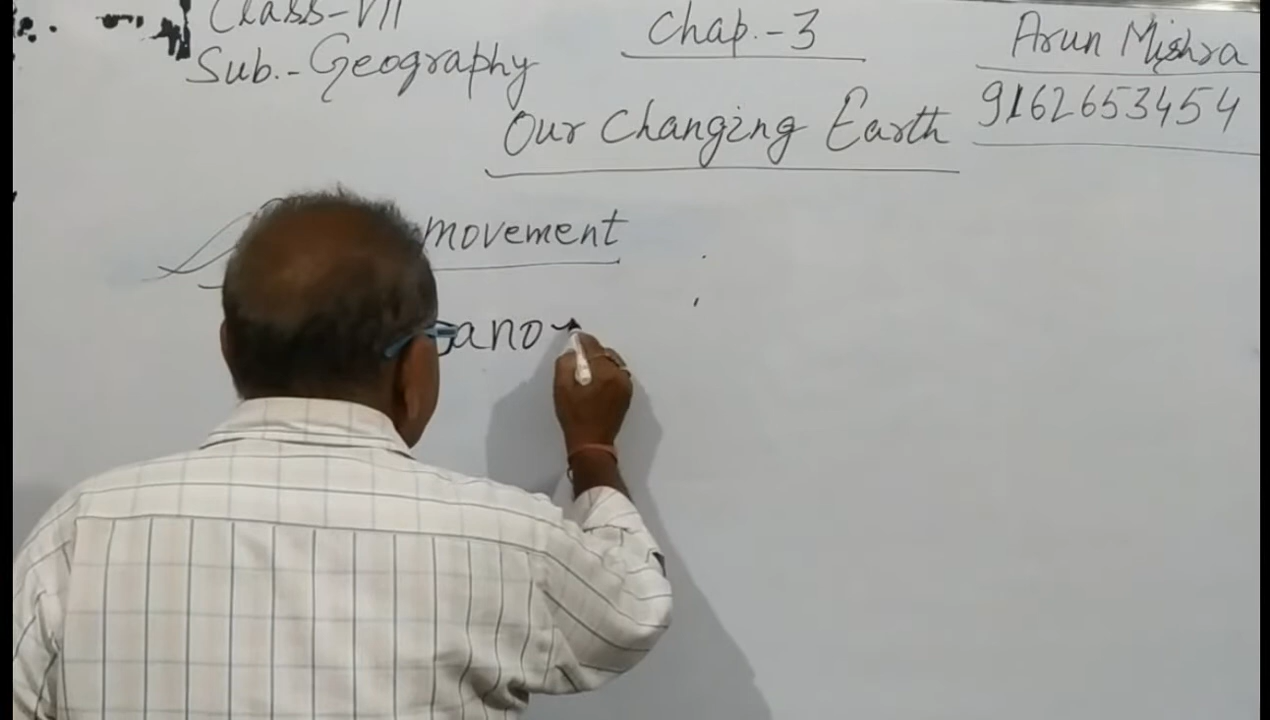 Class-VII
Chap.-3
Arun Mishra
Sub.-Geography
9162653454
Our Changing Earth
movement
ano